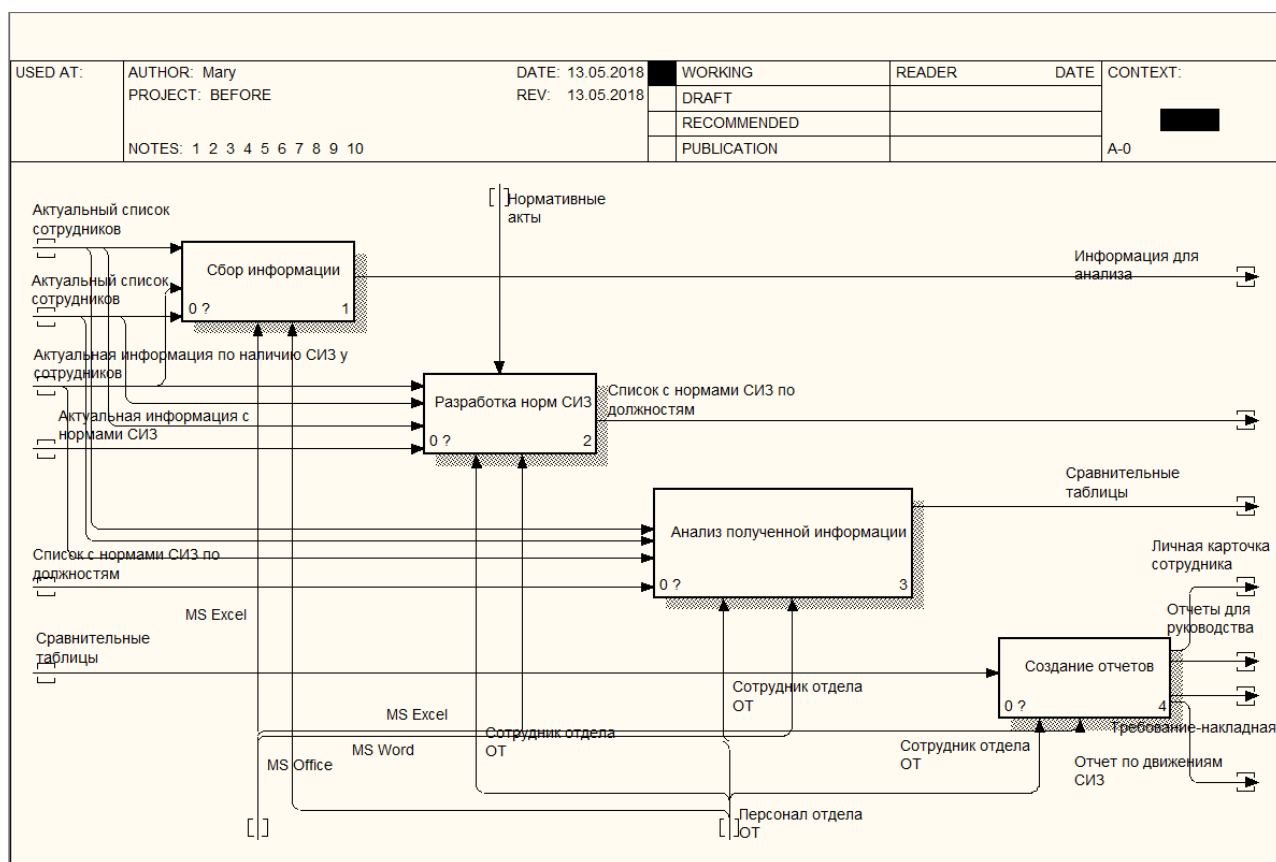 USED AT:
AUTHOR: Mary
DATE: 13.05.2018
PROJECT: BEFORE
REV: 13.05.2018
NOTES: 1 2 3 4 5 6 7 8 9 10
WORKING
DRAFT
RECOMMENDED
PUBLICATION
READER
DATE
CONTEXT:
A-0
Актуальный список
сотрудников
Нормативные
акты
Сбор информации
0 ?
1
Информация для
анализа
Актуальный список
сотрудников
Актуальная информация по наличию СИЗ у
сотрудников
Разработка норм СИЗ
0 ?
2
Список с нормами СИЗ по
должностям
Актуальная информация с
нормами СИЗ
Сравнительные
таблицы
Анализ полученной информации
0 ?
3
Список с нормами СИЗ по
должностям
Личная карточка
сотрудника
MS Excel
Отчеты для
руководства
Сравнительные
таблицы
Создание отчетов
0 ?
4
Сотрудник отдела
ОТ
MS Excel
Требование-накладная
Сотрудник отдела
ОТ
MS Word
Сотрудник отдела
ОТ
MS Office
Отчет по движениям
СИЗ
Персонал отдела
ОТ